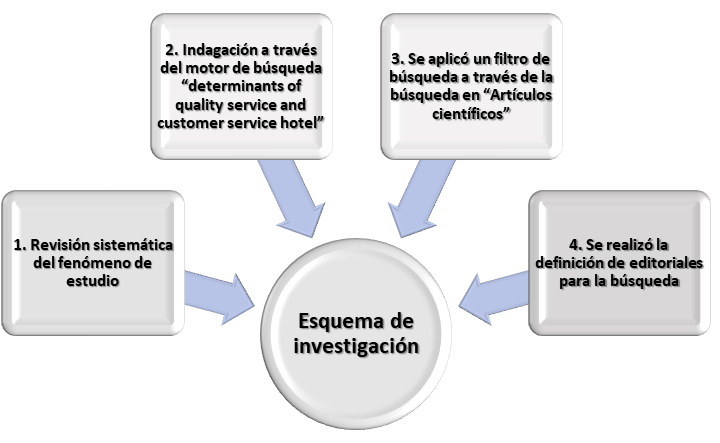 1. Revisión sistemática
del fenómeno de
estudio
2. Indagación a través
del motor de búsqueda
“determinants of
quality service and
customer service hotel”
3. Se aplicó un filtro de
búsqueda a través de la
búsqueda en “Artículos
científicos”
4. Se realizó la
definición de editoriales
para la búsqueda
Esquema de
investigación